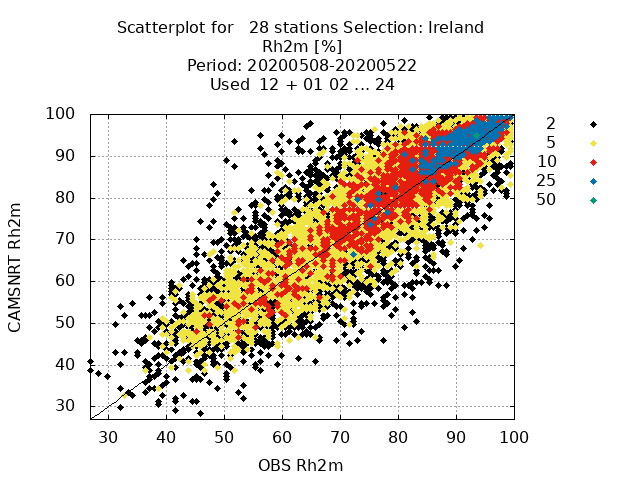 Scatterplot for   28 stations Selection: Ireland
Rh2m [%]
Period: 20200508-20200522
Used  12 + 01 02 ... 24
100
90
80
70
60
50
40
30
CAMSNRT Rh2m
2
5
10
25
50
30 40 50 60 70 80 90 100
OBS Rh2m